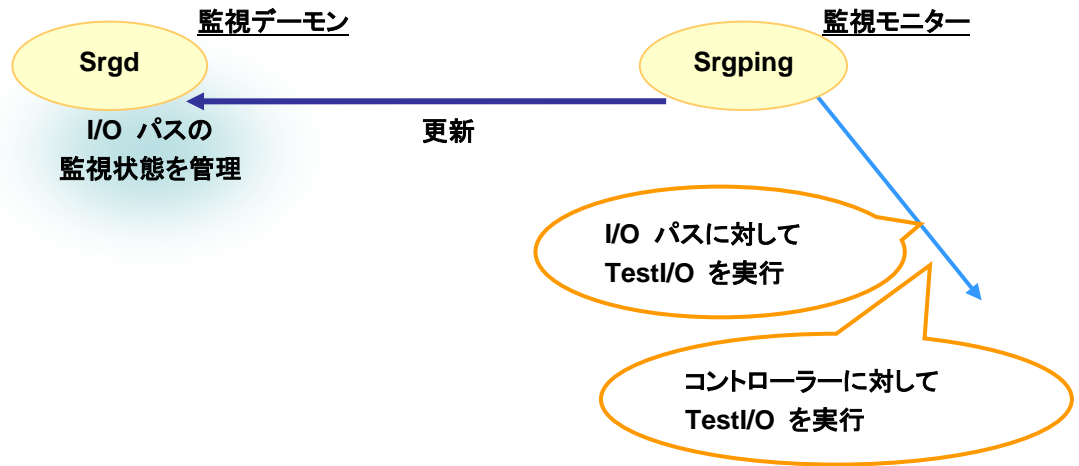 監視デーモン
監視モニター
Srgd
Srgping
I/O パスの
監視状態を管理
更新
I/O パスに対して
TestI/O を実行
コントローラーに対して
TestI/O を実行